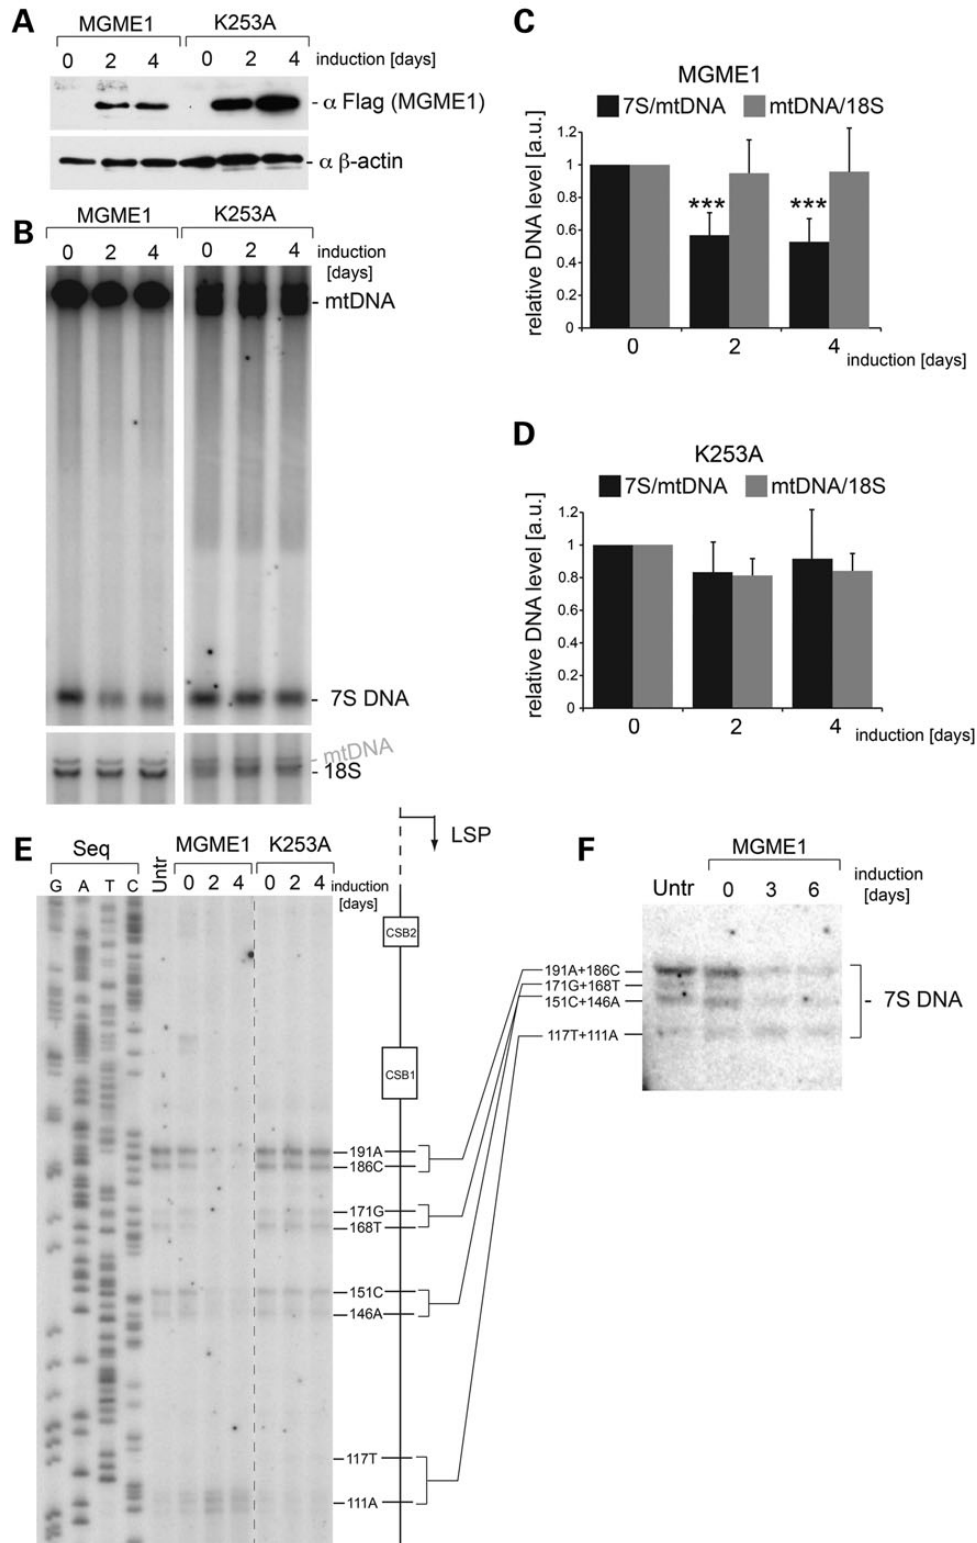 A
MGME1 K253A
0 2 4 0 2 4 induction [days]
- α Flag (MGME1)
- α β-actin
B
MGME1 K253A
0 2 4 0 2 4 induction
[days]
- mtDNA
- 7S DNA
mtDNA
- 18S
C
MGME1
7S/mtDNA mtDNA/18S
relative DNA level [a.u.]
1.2
1
0.8
0.6
0.4
0.2
0
*** ***
0 2 4 induction [days]
D
K253A
7S/mtDNA mtDNA/18S
relative DNA level [a.u.]
1.2
1
0.8
0.6
0.4
0.2
0
0 2 4 induction [days]
E
Seq Untr MGME1 K253A
G A T C 0 2 4 0 2 4 induction
[days]
LSP
CSB2
CSB1
191A
186C
171G
168T
151C
146A
117T
111A
F
MGME1
Untr 0 3 6 induction
[days]
191A+186C
171G+168T
151C+146A
117T+111A
- 7S DNA